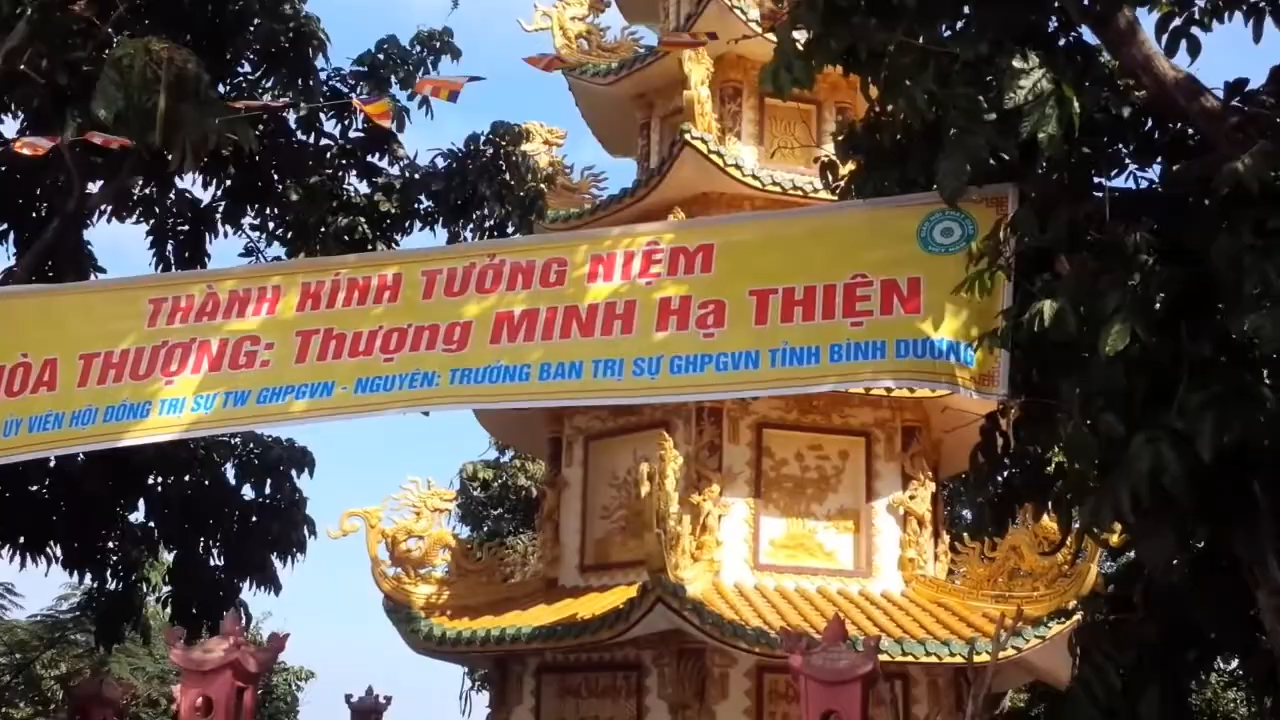 THÀNH KÍNH TƯỞNG NIỆM
HÒA THƯỢNG: Thượng MINH Hạ THIỆN
ỦY VIÊN HỘI ĐỒNG TRỊ SỰ TW GHPGVN - NGUYÊN: TRƯỞNG BAN TRỊ SỰ GHPGVN TỈNH BÌNH DƯƠNG